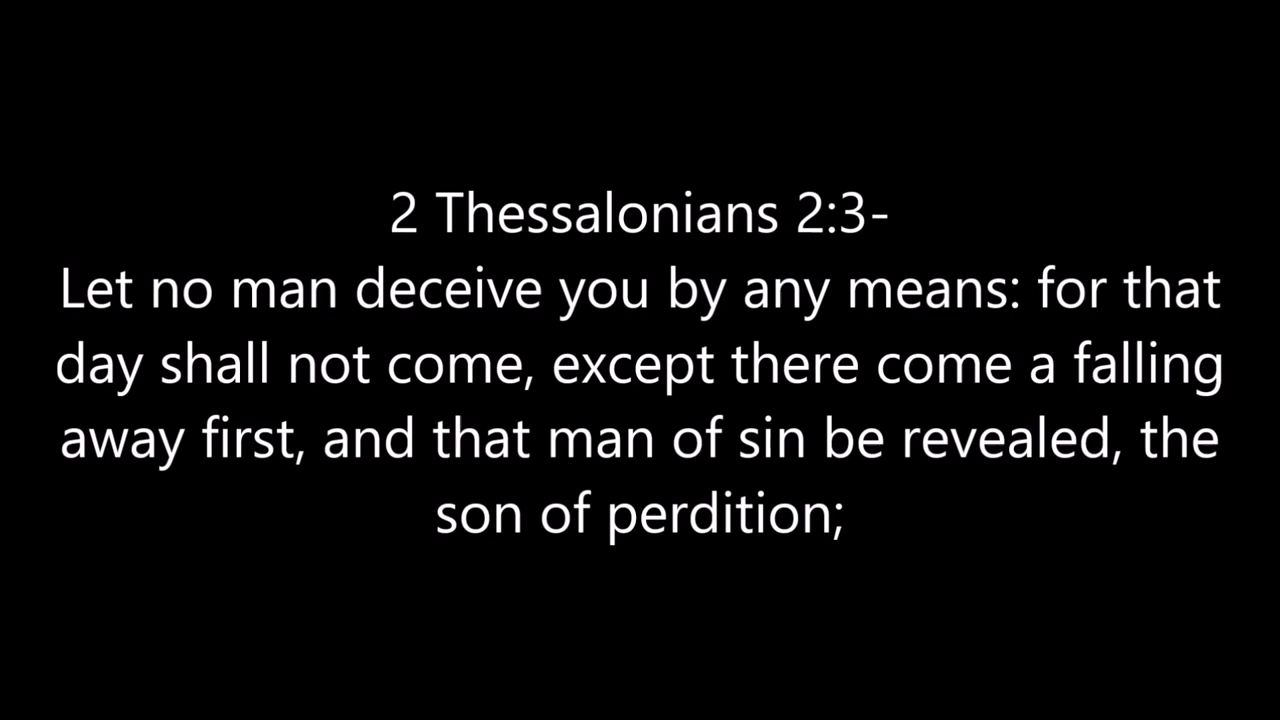 2 Thessalonians 2:3-
Let no man deceive you by any means: for that
day shall not come, except there come a falling
away first, and that man of sin be revealed, the
son of perdition;